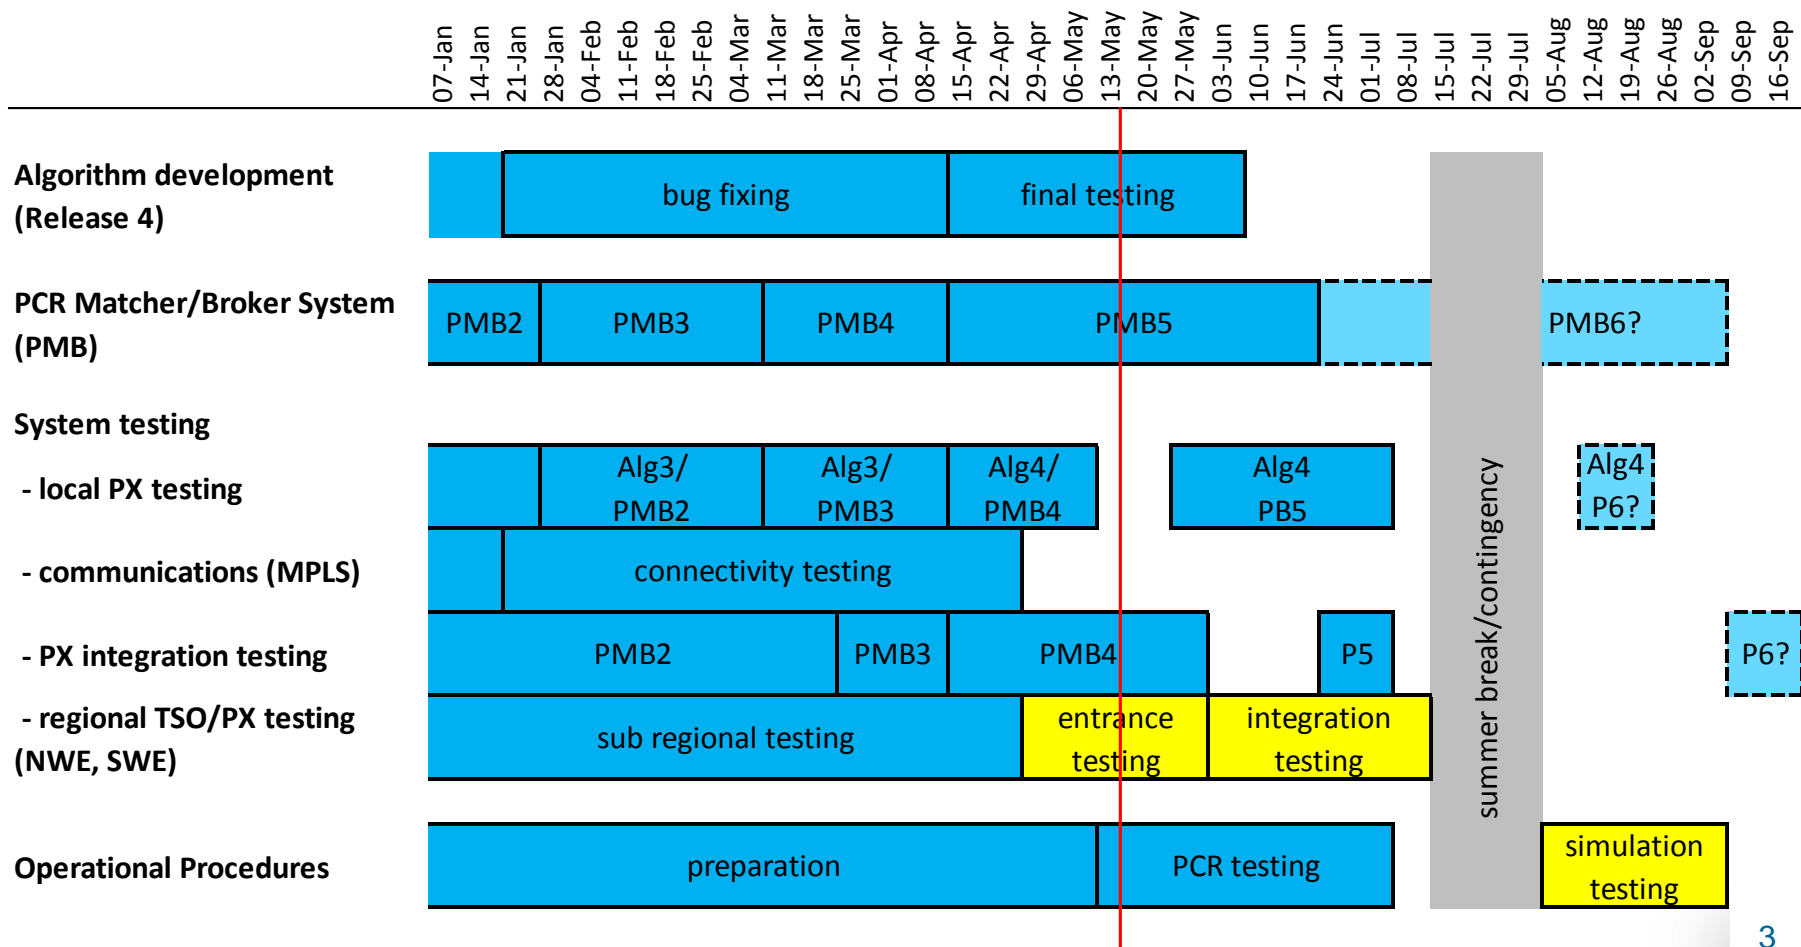 07-Jan
14-Jan
21-Jan
28-Jan
04-Feb
11-Feb
18-Feb
25-Feb
04-Mar
11-Mar
18-Mar
25-Mar
01-Apr
08-Apr
15-Apr
22-Apr
29-Apr
06-May
13-May
20-May
27-May
03-Jun
10-Jun
17-Jun
24-Jun
01-Jul
08-Jul
15-Jul
22-Jul
29-Jul
05-Aug
12-Aug
19-Aug
26-Aug
02-Sep
09-Sep
16-Sep
Algorithm development
(Release 4)
bug fixing
final testing
PCR Matcher/Broker System
(PMB)
PMB2
PMB3
PMB4
PMB5
PMB6?
System testing
- local PX testing
Alg3/
PMB2
Alg3/
PMB3
Alg4/
PMB4
Alg4
PB5
Alg4
P6?
- communications (MPLS)
connectivity testing
- PX integration testing
PMB2
PMB3
PMB4
P5
P6?
- regional TSO/PX testing
(NWE, SWE)
sub regional testing
entrance
testing
integration
testing
summer break/contingency
Operational Procedures
preparation
PCR testing
simulation
testing
3